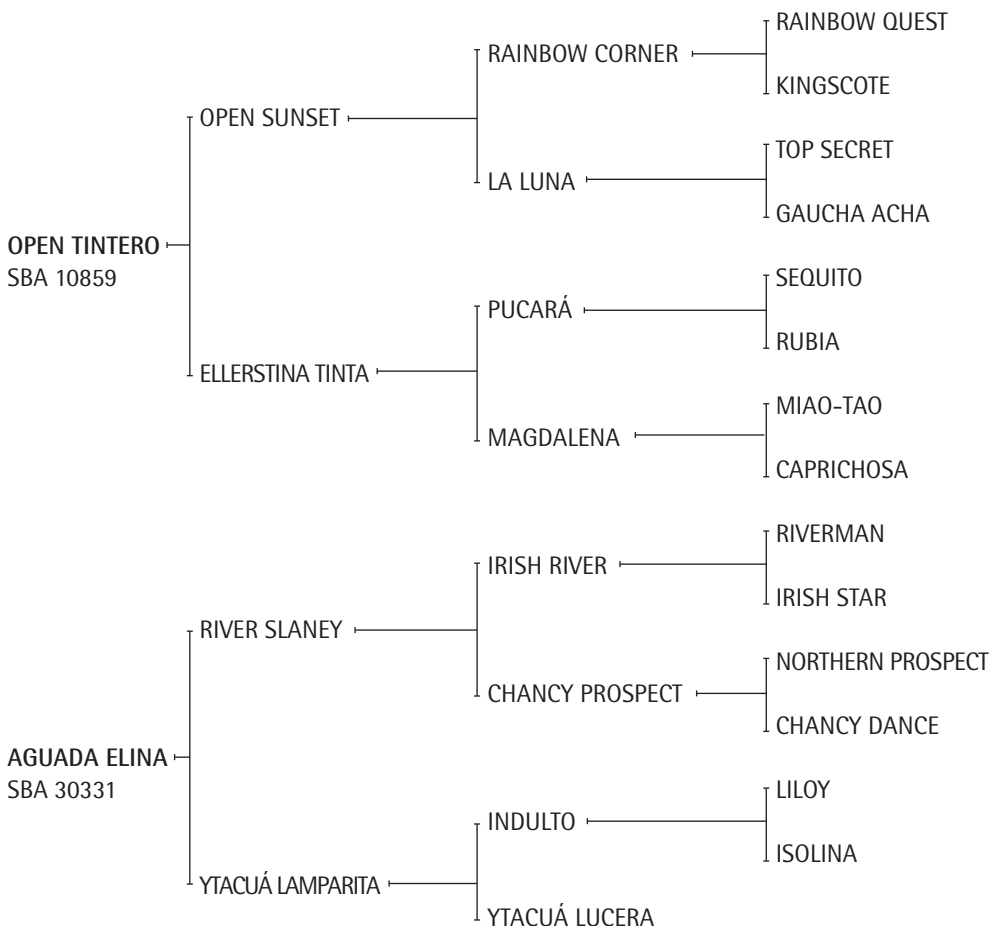 RAINBOW QUEST
RAINBOW CORNER
KINGSCOTE
OPEN SUNSET
TOP SECRET
LA LUNA
GAUCHA ACHA
OPEN TINTERO
SBA 10859
SEQUITO
PUCARÁ
RUBIA
ELLERSTINA TINTA
MIAO-TAO
MAGDALENA
CAPRICHOSA
RIVERMAN
IRISH RIVER
IRISH STAR
RIVER SLANEY
NORTHERN PROSPECT
CHANCY PROSPECT
CHANCY DANCE
AGUADA ELINA
SBA 30331
LILOY
INDULTO
ISOLINA
YTACUÁ LAMPARITA
YTACUÁ LUCERA